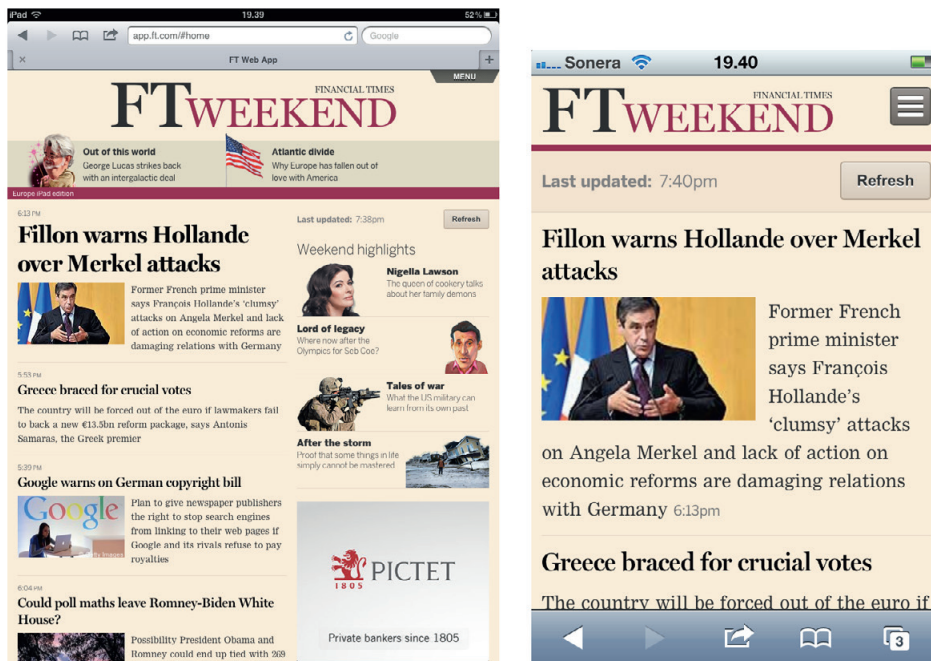 iPad
19.39
52%
app.ft.com/#home
Google
FT Web App
MENU
FINANCIAL TIMES
FTWEEKEND
Out of this world
George Lucas strikes back
with an intergalactic deal
Atlantic divide
Why Europe has fallen out of
love with America
Europe iPad edition
6:13 PM
Fillon warns Hollande
over Merkel attacks
Former French prime minister
says François Hollande's 'clumsy'
attacks on Angela Merkel and lack
of action on economic reforms are
damaging relations with Germany
5:53 PM
Greece braced for crucial votes
The country will be forced out of the euro if lawmakers fail
to back a new €13.5bn reform package, says Antonis
Samaras, the Greek premier
5:39 PM
Google warns on German copyright bill
Google
Plan to give newspaper publishers
the right to stop search engines
from linking to their web pages if
Google and its rivals refuse to pay
royalties
6:04 PM
Could poll maths leave Romney-Biden White
House?
Possibility President Obama and
Romney could end up tied with 269
Last updated: 7:38pm
Refresh
Weekend highlights
Nigella Lawson
The queen of cookery talks
about her family demons
Lord of legacy
Where now after the
Olympics for Seb Coe?
Tales of war
What the US military can
learn from its own past
After the storm
Proof that some things in life
simply cannot be mastered
PICTET
1805
Private bankers since 1805
Sonera
19.40
FINANCIAL TIMES
FTWEEKEND
Last updated: 7:40pm
Refresh
Fillon warns Hollande over Merkel
attacks
Former French
prime minister
says François
Hollande's
'clumsy' attacks
on Angela Merkel and lack of action on
economic reforms are damaging relations
with Germany 6:13pm
Greece braced for crucial votes
The country will be forced out of the euro if
3